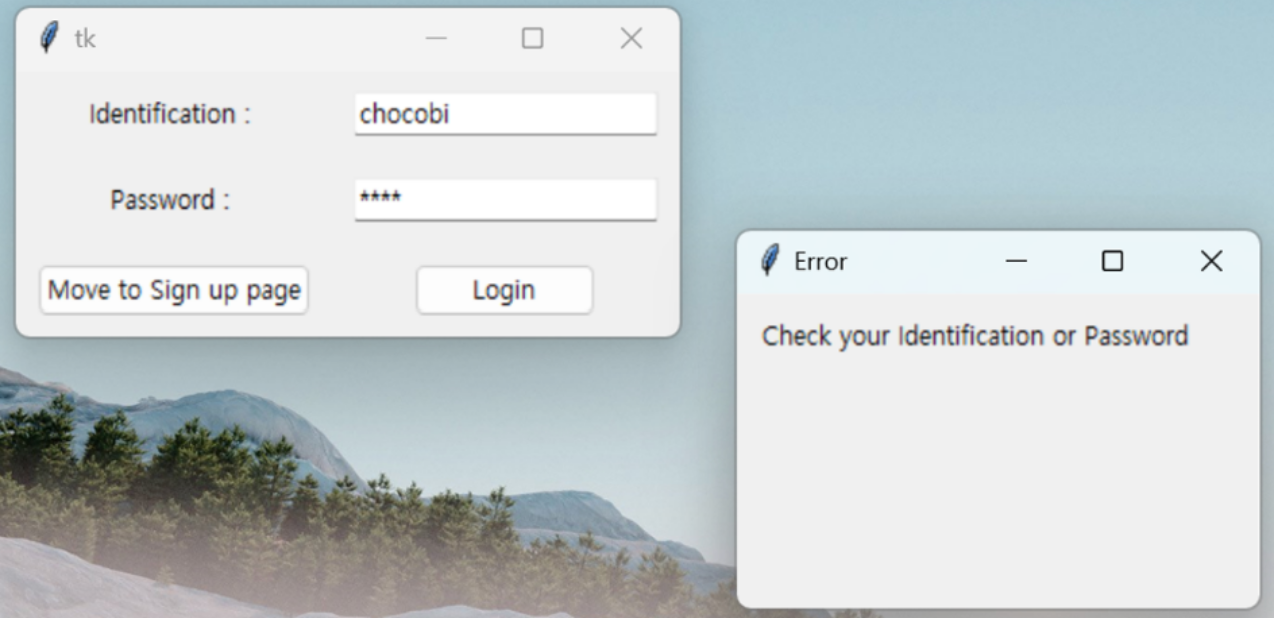 tk
Identification :
chocobi
Password :
****
Move to Sign up page
Login
Error
Check your Identification or Password